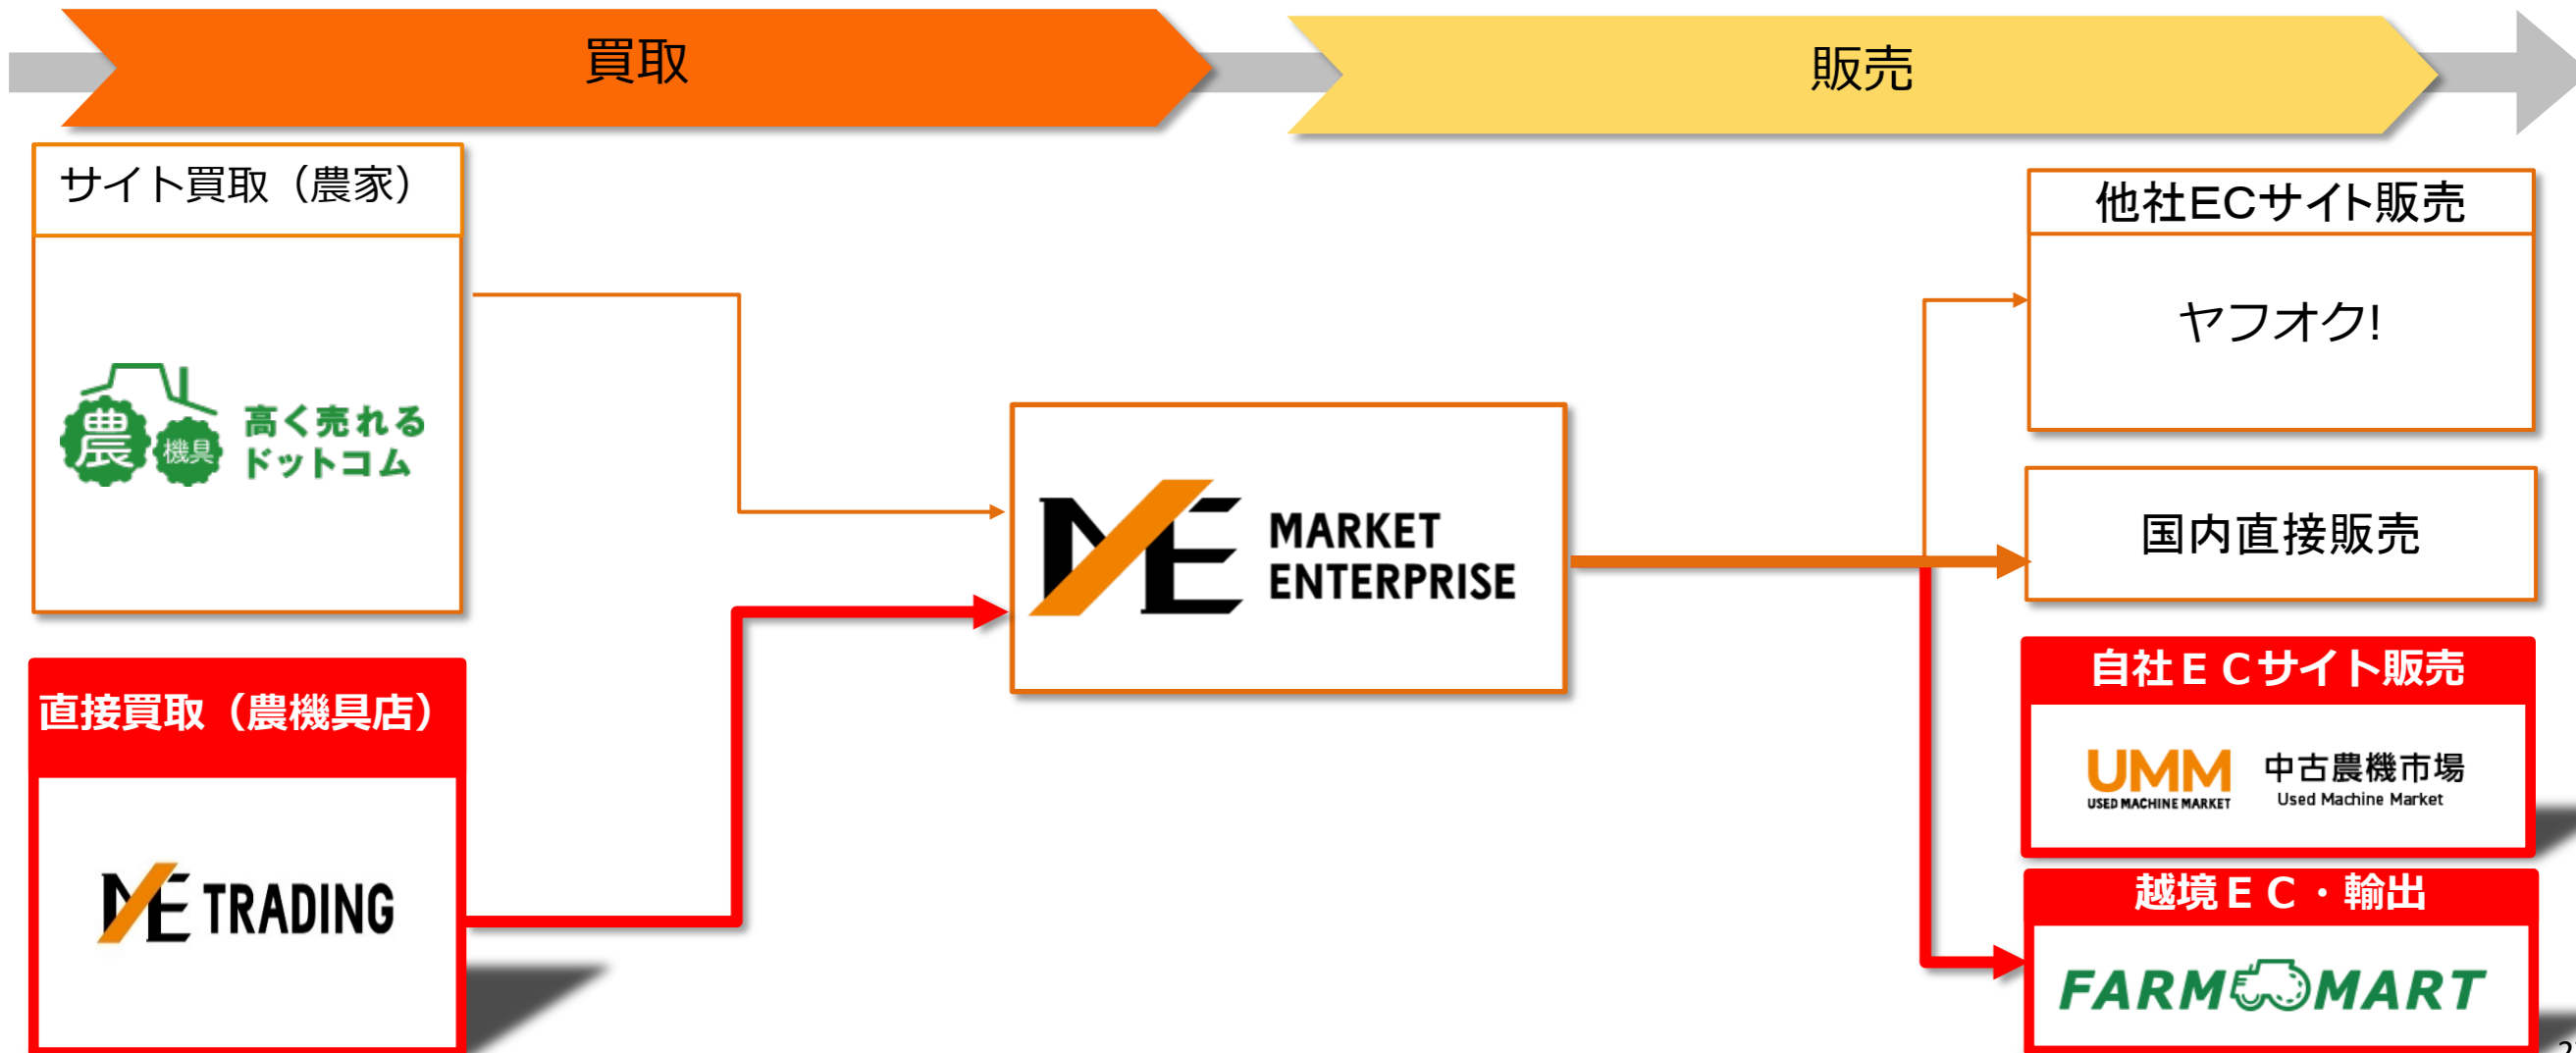 買取
販売
サイト買取（農家）
農
機具
高く売れる
ドットコム
直接買取（農機具店）
ME TRADING
ME
MARKET
ENTERPRISE
他社ECサイト販売
ヤフオク!
国内直接販売
自社ＥＣサイト販売
UMM
USED MACHINE MARKET
中古農機市場
Used Machine Market
越境ＥＣ・輸出
FARM MART